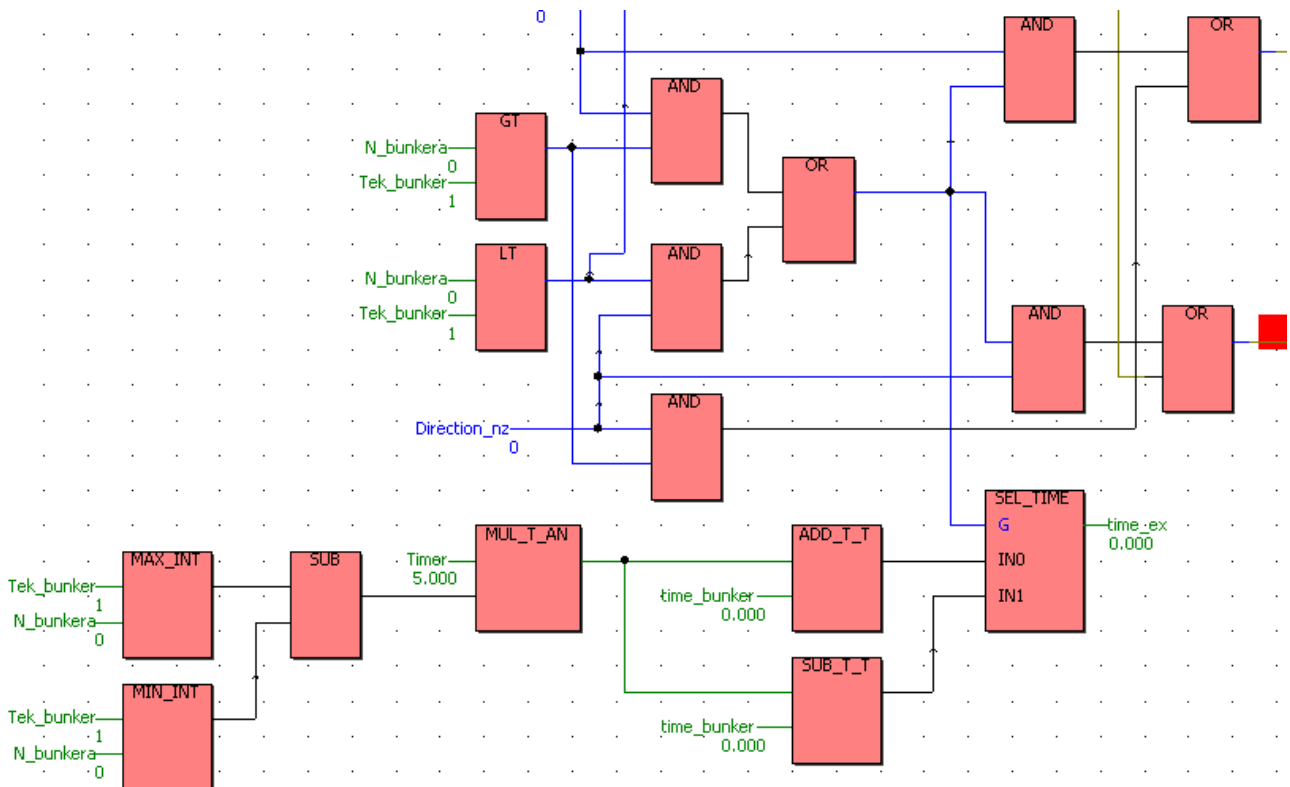 0
AND
OR
AND
GT
N_bunkera
0
Tek_bunker
1
OR
LT
AND
N_bunkera
0
Tek_bunker
1
AND
OR
AND
Direction_nz
0
SEL_TIME
G
time_ex
0.000
IN0
IN1
MUL_T_AN
Timer
5.000
ADD_T_T
time_bunker
0.000
MAX_INT
SUB
Tek_bunker
1
N_bunkera
0
SUB_T_T
time_bunker
0.000
MIN_INT
Tek_bunker
1
N_bunkera
0